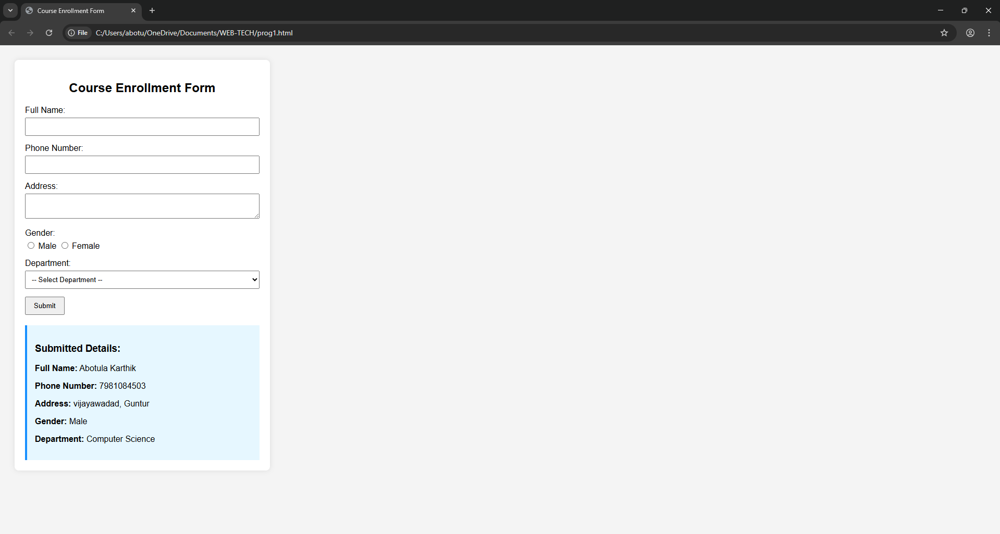 Course Enrollment Form
File C:/Users/abotu/OneDrive/Documents/WEB-TECH/prog1.html
Course Enrollment Form
Full Name:
Phone Number:
Address:
Gender:
Male Female
Department:
-- Select Department --
Submit
Submitted Details:
Full Name: Abotula Karthik
Phone Number: 7981084503
Address: vijayawadad, Guntur
Gender: Male
Department: Computer Science